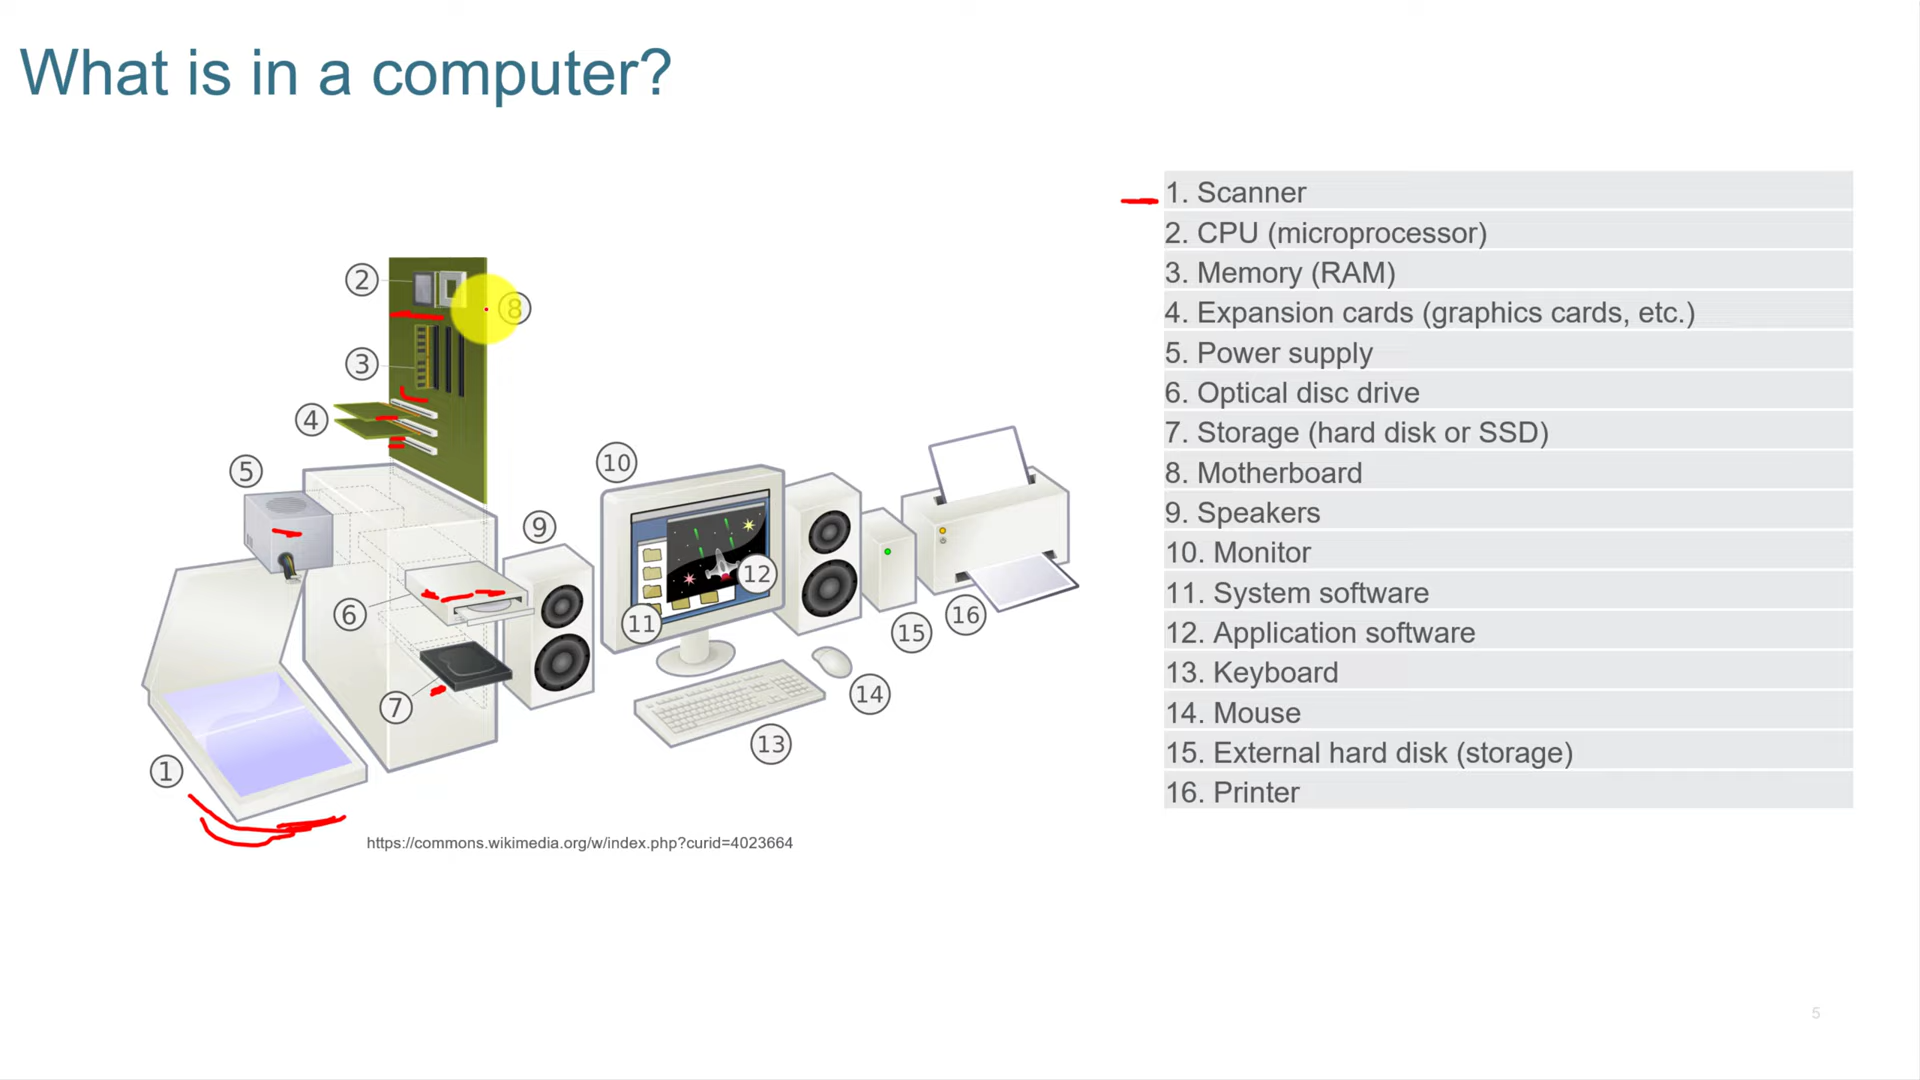 What is in a computer?
1. Scanner
2. CPU (microprocessor)
3. Memory (RAM)
4. Expansion cards (graphics cards, etc.)
5. Power supply
6. Optical disc drive
7. Storage (hard disk or SSD)
8. Motherboard
9. Speakers
10. Monitor
11. System software
12. Application software
13. Keyboard
14. Mouse
15. External hard disk (storage)
16. Printer
2
8
3
4
5
10
9
12
6
11
15
16
7
14
13
1
https://commons.wikimedia.org/w/index.php?curid=4023664
5